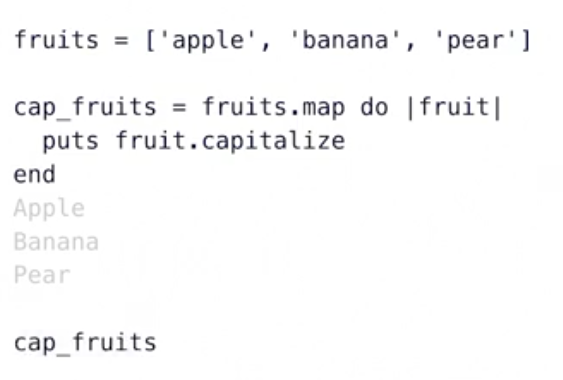 fruits = ['apple', 'banana', 'pear']
cap_fruits = fruits.map do |fruit|
  puts fruit.capitalize
end
Apple
Banana
Pear
cap_fruits